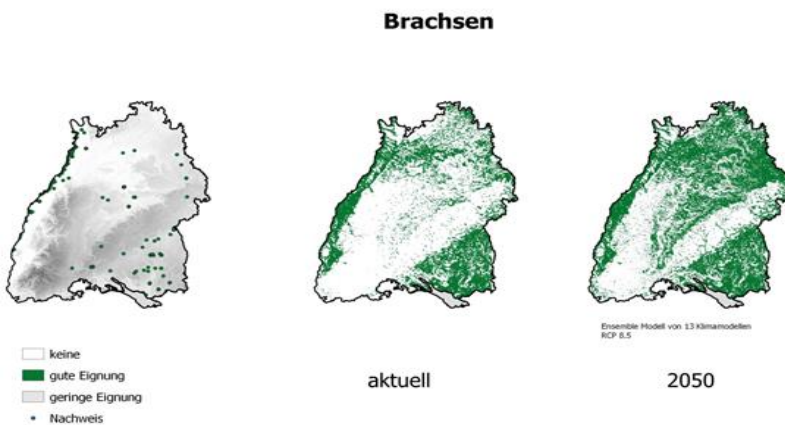 Brachsen
Ensemble Modell von 13 Klimamodellen
RCP 8.5
keine
gute Eignung
geringe Eignung
Nachweis
aktuell
2050